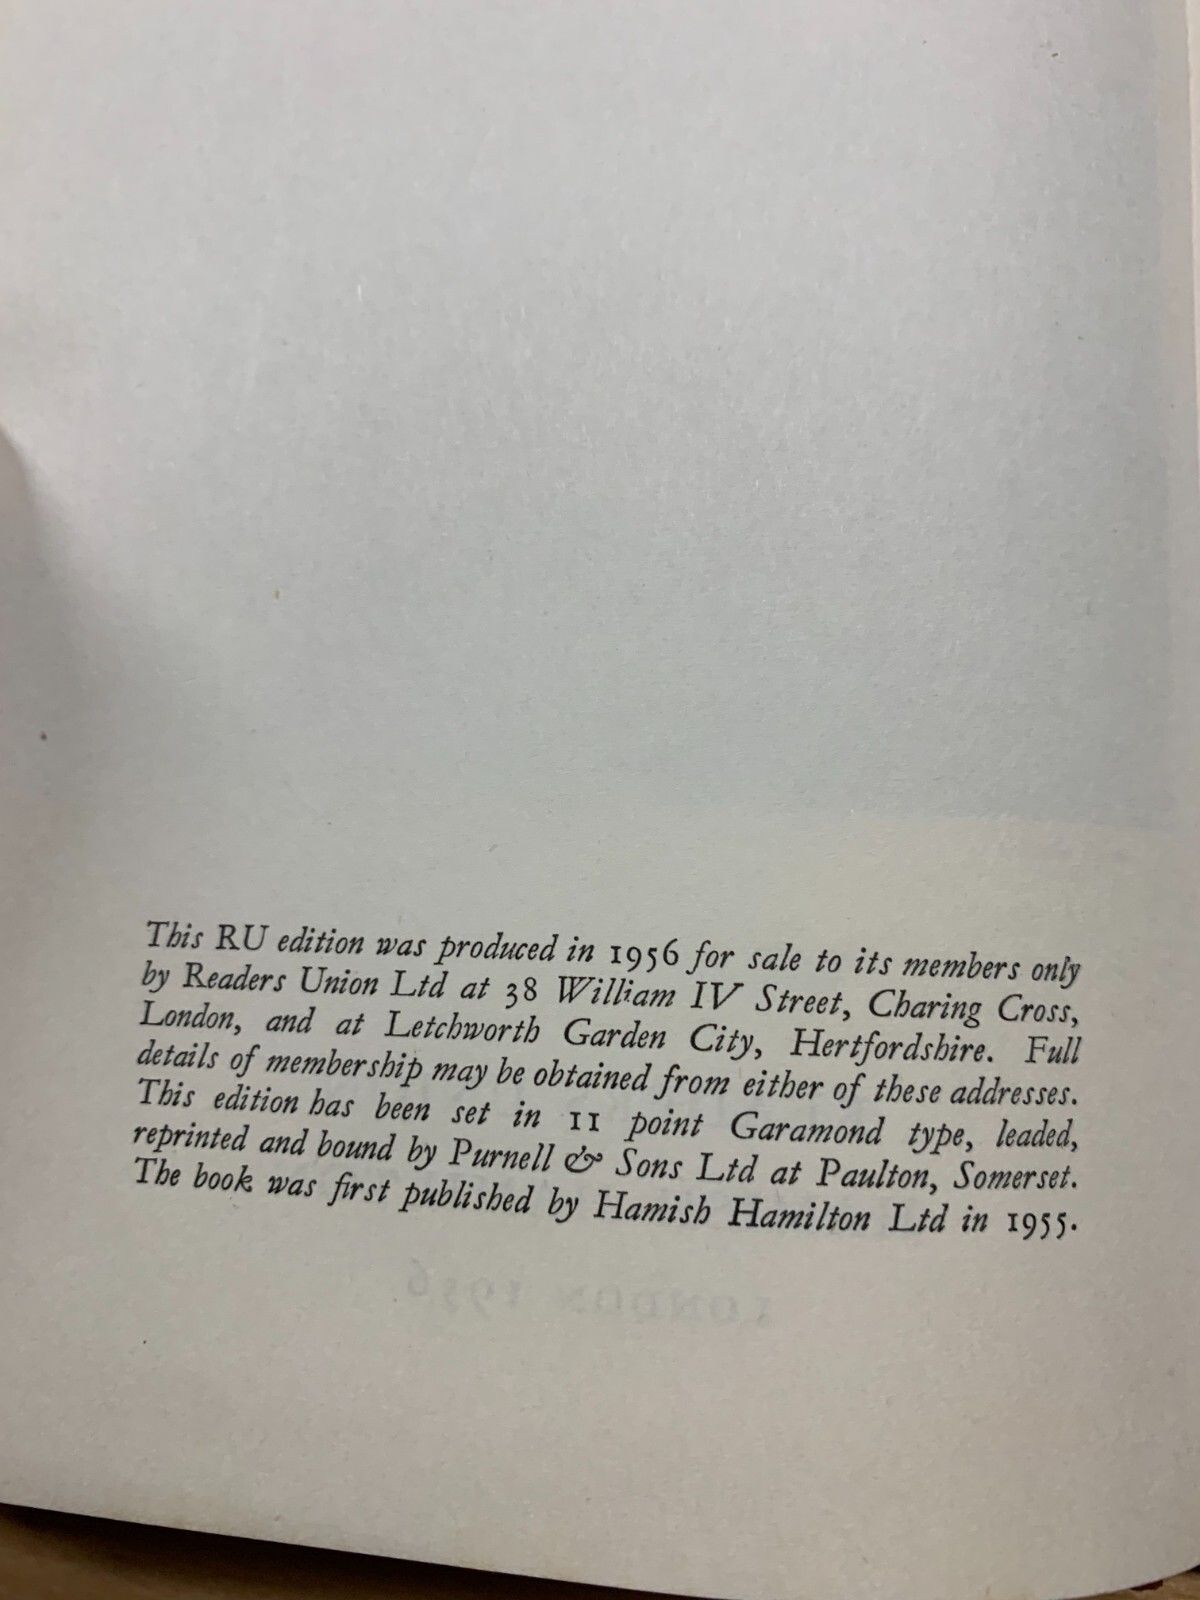 This RU edition was produced in 1956 for sale to its members only
by Readers Union Ltd at 38 William IV Street, Charing Cross,
London, and at Letchworth Garden City, Hertfordshire. Full
details of membership may be obtained from either of these addresses.
This edition has been set in 11 point Garamond type, leaded,
reprinted and bound by Purnell & Sons Ltd at Paulton, Somerset.
The book was first published by Hamish Hamilton Ltd in 1955.
LONDON 1956